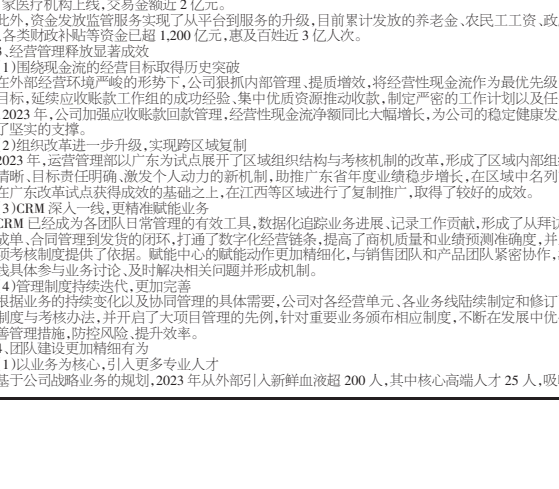 家医疗机构上线,交易金额近 2 亿元。
此外,资金发放监管服务实现了从平台到服务的升级,目前累计发放的养老金、农民工工资、政
、各类财政补贴等资金已超 1,200 亿元,惠及百姓近 3 亿人次。
.经营管理释放显著成效
1)围绕现金流的经营目标取得历史突破
在外部经营环境严峻的形势下,公司狠抓内部管理、提质增效,将经营性现金流作为最优先级
目标,延续应收账款工作组的成功经验、集中优质资源推动收款,制定严密的工作计划以及任
2023 年,公司加强应收账款回款管理,经营性现金流净额同比大幅增长,为公司的稳定健康发
了坚实的支撑。
2)组织改革进一步升级,实现跨区域复制
2023 年,运营管理部以广东为试点展开了区域组织结构与考核机制的改革,形成了区域内部组
清晰、目标责任明确、激发个人动力的新机制,助推广东省年度业绩稳步增长,在区域中名列
在广东改革试点获得成效的基础之上,在江西等区域进行了复制推广,取得了较好的成效。
3)CRM 深入一线,更精准赋能业务
CRM 已经成为各团队日常管理的有效工具,数据化追踪业务进展、记录工作贡献,形成了从拜访
成单、合同管理到发货的闭环,打通了数字化经营链条,提高了商机质量和业绩预测准确度,并
项考核制度提供了依据。赋能中心的赋能动作更加精细化,与销售团队和产品团队紧密协作,
线具体参与业务讨论、及时解决相关问题并形成机制。
4)管理制度持续迭代,更加完善
根据业务的持续变化以及协同管理的具体需要,公司对各经营单元、各业务线陆续制定和修订
制度与考核办法,并开启了大项目管理的先例,针对重要业务颁布相应制度,不断在发展中优
善管理措施,防控风险、提升效率。
、团队建设更加精细有为
1)以业务为核心,引入更多专业人才
基于公司战略业务的规划,2023 年从外部引入新鲜血液超 200 人,其中核心高端人才 25 人,吸